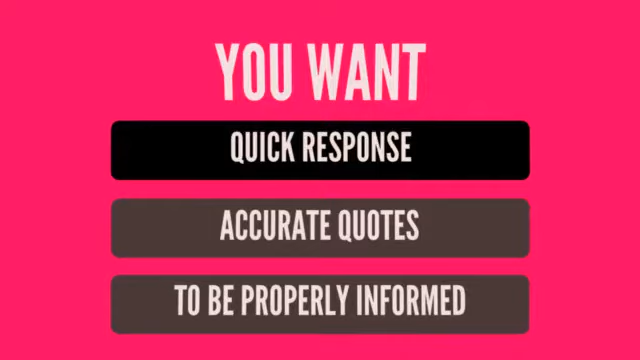 YOU WANT
QUICK RESPONSE
ACCURATE QUOTES
TO BE PROPERLY INFORMED